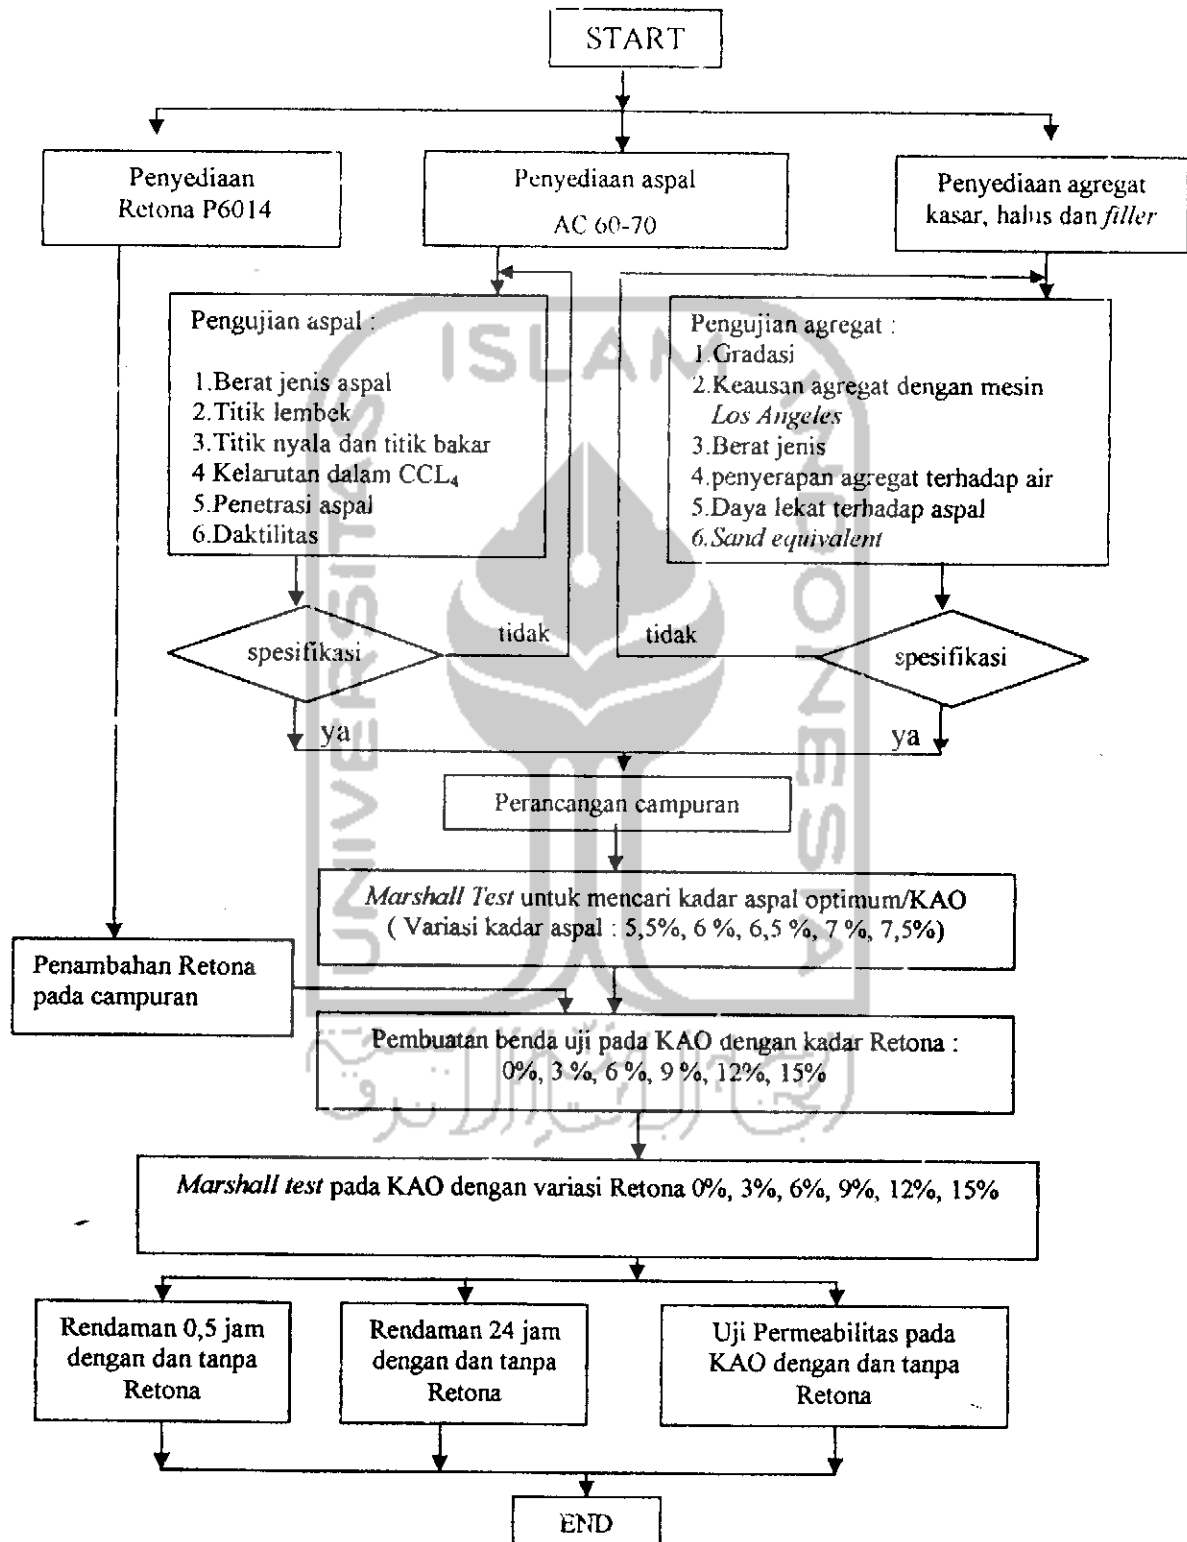 START
Penyediaan
Retona P6014
Penyediaan aspal
AC 60-70
Penyediaan agregat
kasar, halus dan filler
Pengujian aspal :
1.Berat jenis aspal
2.Titik lembek
3.Titik nyala dan titik bakar
4 Kelarutan dalam CCL₄
5.Penetrasi aspal
6.Daktilitas
Pengujian agregat :
1.Gradasi
2.Keausan agregat dengan mesin
Los Angeles
3.Berat jenis
4.penyerapan agregat terhadap air
5.Daya lekat terhadap aspal
6.Sand equivalent
spesifikasi
tidak
tidak
spesifikasi
ya
ya
Perancangan campuran
Marshall Test untuk mencari kadar aspal optimum/KAO
( Variasi kadar aspal : 5,5%, 6 %, 6,5 %, 7 %, 7,5%)
Penambahan Retona
pada campuran
Pembuatan benda uji pada KAO dengan kadar Retona :
0%, 3 %, 6 %, 9 %, 12%, 15%
Marshall test pada KAO dengan variasi Retona 0%, 3%, 6%, 9%, 12%, 15%
Rendaman 0,5 jam
dengan dan tanpa
Retona
Rendaman 24 jam
dengan dan tanpa
Retona
Uji Permeabilitas pada
KAO dengan dan tanpa
Retona
END
UNIVERSITAS
ISLAM
INDONESIA